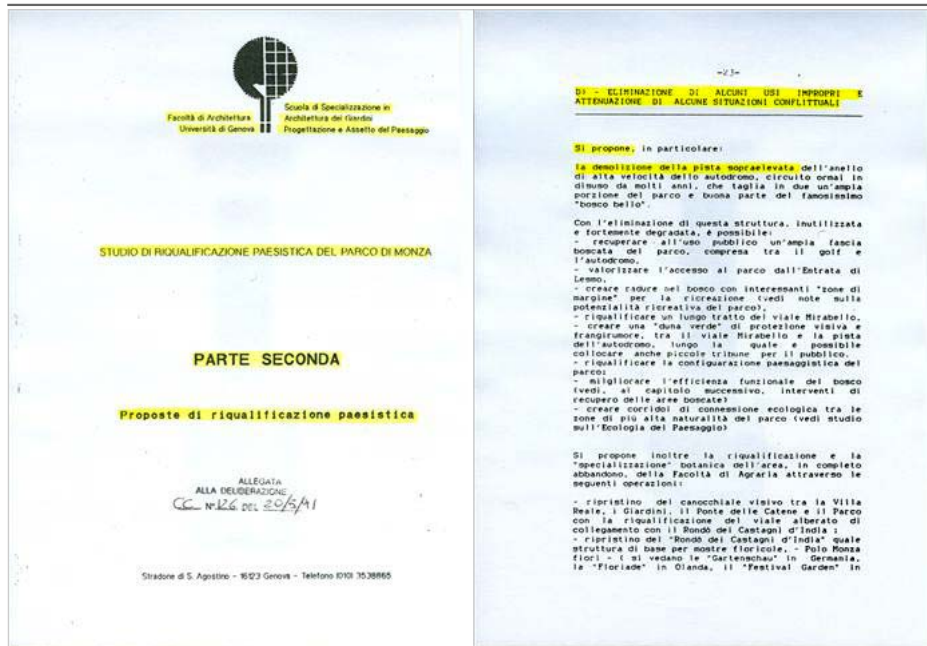 Facoltà di Architettura
Università di Genova
Scuola di Specializzazione in
Architettura dei Giardini
Progettazione e Assetto del Paesaggio
STUDIO DI RIQUALIFICAZIONE PAESISTICA DEL PARCO DI MONZA
PARTE SECONDA
Proposte di riqualificazione paesistica
ALLEGATA
ALLA DELIBERAZIONE
CC N°126 DEL 20/5/91
Stradone di S. Agostino - 16123 Genova - Telefono (010) 3538865
-23-
D) - ELIMINAZIONE DI ALCUNI USI IMPROPRI E
ATTENUAZIONE DI ALCUNE SITUAZIONI CONFLITTUALI
Si propone, in particolare:
la demolizione della pista sopraelevata dell'anello
di alta velocità dello autodromo, circuito ormai in
disuso da molti anni, che taglia in due un'ampia
porzione del parco e buona parte del famosissimo
"bosco bello".
Con l'eliminazione di questa struttura, inutilizzata
e fortemente degradata, è possibile:
- recuperare all'uso pubblico un'ampia fascia
boscata del parco, compresa tra il golf e
l'autodromo,
- valorizzare l'accesso al parco dall'Entrata di
Lesmo,
- creare radure nel bosco con interessanti "zone di
margine" per la ricreazione (vedi note sulla
potenzialità ricreativa del parco),
- riqualificare un lungo tratto del viale Mirabello,
- creare una "duna verde" di protezione visiva e
frangirumore, tra il viale Mirabello e la pista
dell'autodromo, lungo la quale è possibile
collocare anche piccole tribune per il pubblico.
- riqualificare la configuarazione paesaggistica del
parco;
- milgliorare l'efficienza funzionale del bosco
(vedi, al capitolo successivo, interventi di
recupero delle aree boscate)
- creare corridoi di connessione ecologica tra le
zone di più alta naturalità del parco (vedi studio
sull'Ecologia del Paesaggio)
Si propone inoltre la riqualificazione e la
"specializzazione" botanica dell'area, in completo
abbandono, della Facoltà di Agraria attraverso le
seguenti operazioni:
- ripristino del canocchiale visivo tra la Villa
Reale, i Giardini, il Ponte delle Catene e il Parco
con la riqualificazione del viale alberato di
collegamento con il Rondò dei Castagni d'India ;
- ripristino del "Rondò dei Castagni d'India" quale
struttura di base per mostre floricole, - Polo Monza
fiori - ( si vedano le "Gartenschau" in Germania,
la "Floriade" in Olanda, il "Festival Garden" in